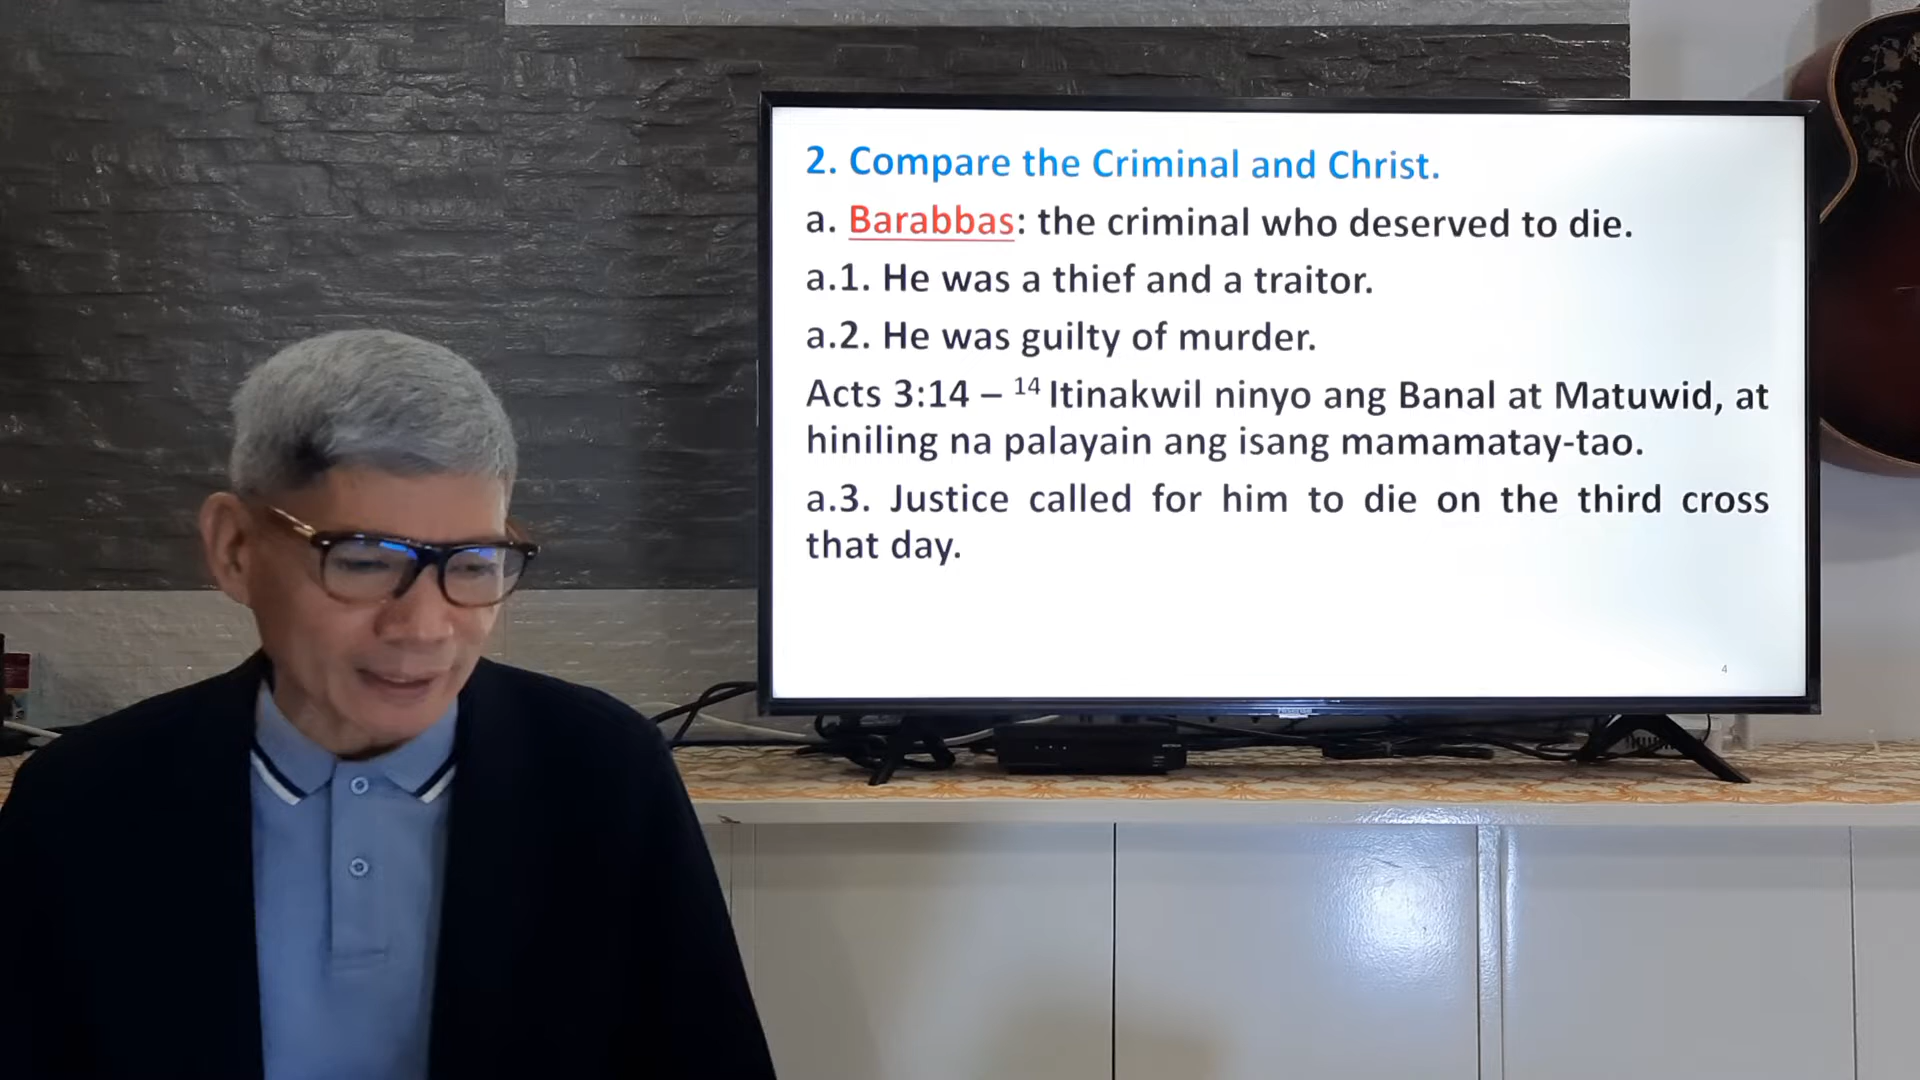 2. Compare the Criminal and Christ.
a. Barabbas: the criminal who deserved to die.
a.1. He was a thief and a traitor.
a.2. He was guilty of murder.
Acts 3:14 – 14 Itinakwil ninyo ang Banal at Matuwid, at
hiniling na palayain ang isang mamamatay-tao.
a.3. Justice called for him to die on the third cross
that day.
4
Hisense